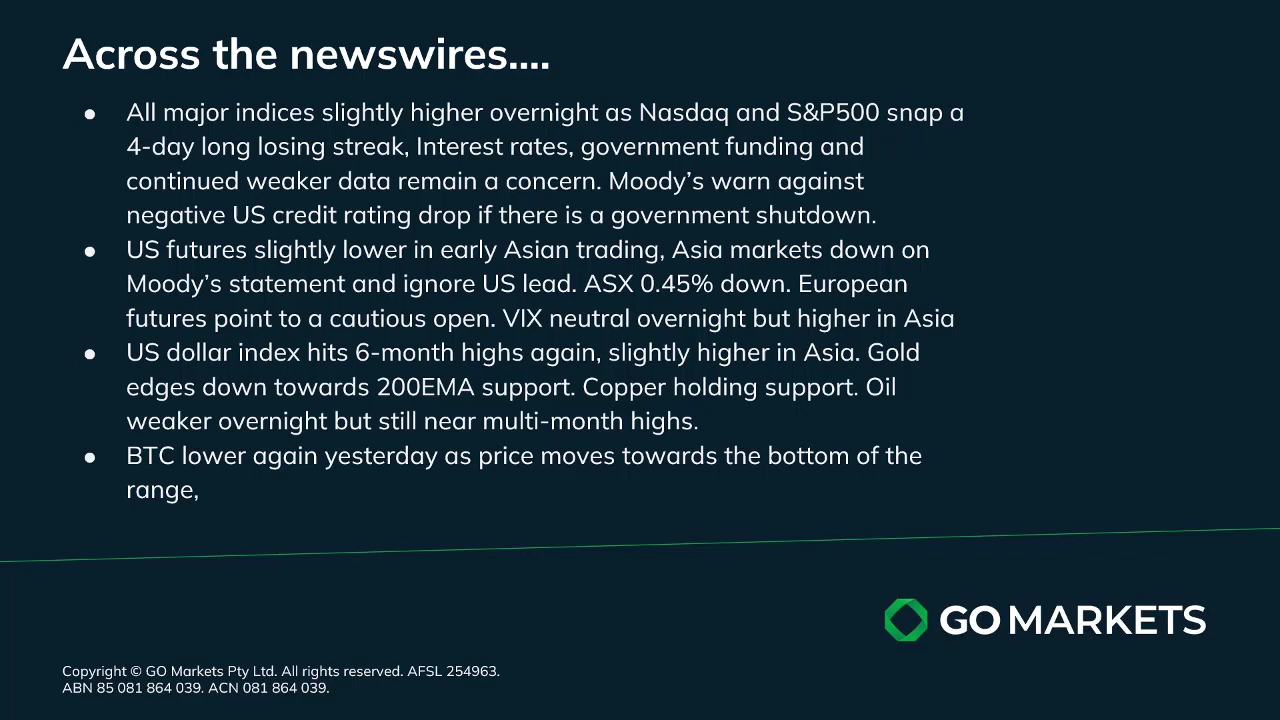 Across the newswires....
● All major indices slightly higher overnight as Nasdaq and S&P500 snap a
4-day long losing streak, Interest rates, government funding and
continued weaker data remain a concern. Moody’s warn against
negative US credit rating drop if there is a government shutdown.
● US futures slightly lower in early Asian trading, Asia markets down on
Moody’s statement and ignore US lead. ASX 0.45% down. European
futures point to a cautious open. VIX neutral overnight but higher in Asia
● US dollar index hits 6-month highs again, slightly higher in Asia. Gold
edges down towards 200EMA support. Copper holding support. Oil
weaker overnight but still near multi-month highs.
● BTC lower again yesterday as price moves towards the bottom of the
range,
GO MARKETS
Copyright © GO Markets Pty Ltd. All rights reserved. AFSL 254963.
ABN 85 081 864 039. ACN 081 864 039.